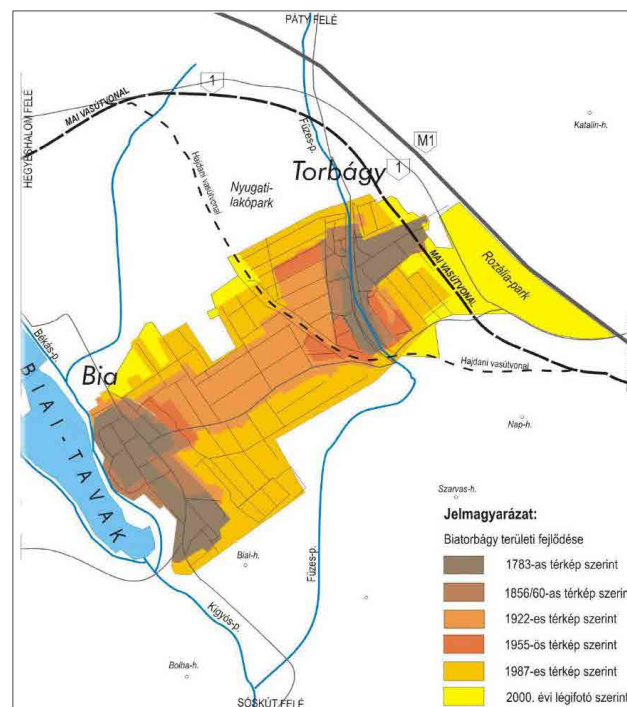 PÁTY FELÉ
HEGYESHALOM FELÉ
MAI VASÚTVONAL
1
Füzes-p.
Katalin-h.
M1
Torbágy
1
Hajdani vasútvonal
Nyugati-
lakópark
Rozália-park
MAI VASÚTVONAL
Békás-p.
Hajdani vasútvonal
Bia
BIAI-TAVAK
Nap-h.
Szarvas-h.
Biai-h.
Füzes-p.
Kígyós-p.
Bolha-h.
SÓSKÚT FELÉ
Jelmagyarázat:
Biatorbágy területi fejlődése
1783-as térkép szerint
1856/60-as térkép szerint
1922-es térkép szerint
1955-ös térkép szerint
1987-es térkép szerint
2000. évi légifotó szerint